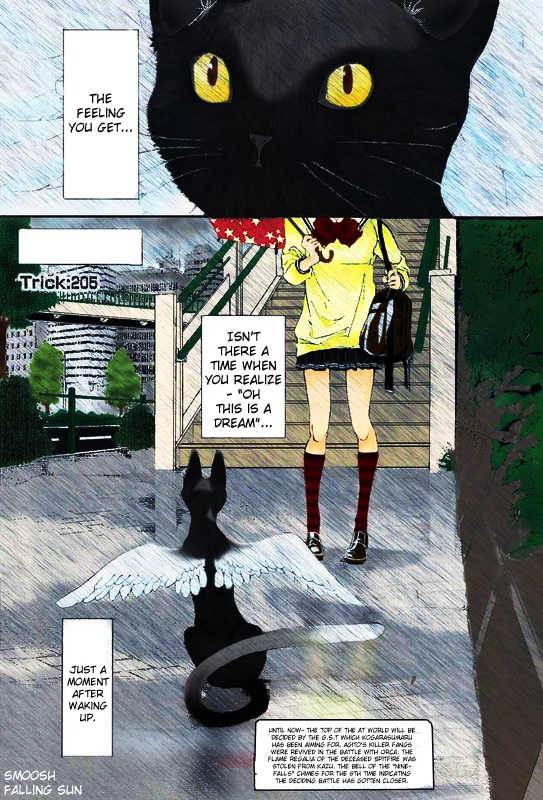 THE
FEELING
YOU GET...
Trick:205
ISN'T
THERE A
TIME WHEN
YOU REALIZE
- "OH
THIS IS A
DREAM"...
JUST A
MOMENT
AFTER
WAKING
UP.
UNTIL NOW- THE TOP OF THE AT WORLD WILL BE
DECIDED BY THE G.S.T WHICH KOGARASUMARU
HAS BEEN AIMING FOR. AGITO'S KILLER FANGS
WERE REVIVED IN THE BATTLE WITH ORCA. THE
FLAME REGALIA OF THE DECEASED SPITFIRE WAS
STOLEN FROM KAZU. THE BELL OF THE "NINE-
FALLS" CHIMES FOR THE 6TH TIME INDICATING
THE DECIDING BATTLE HAS GOTTEN CLOSER.
SMOOSH
FALLING SUN